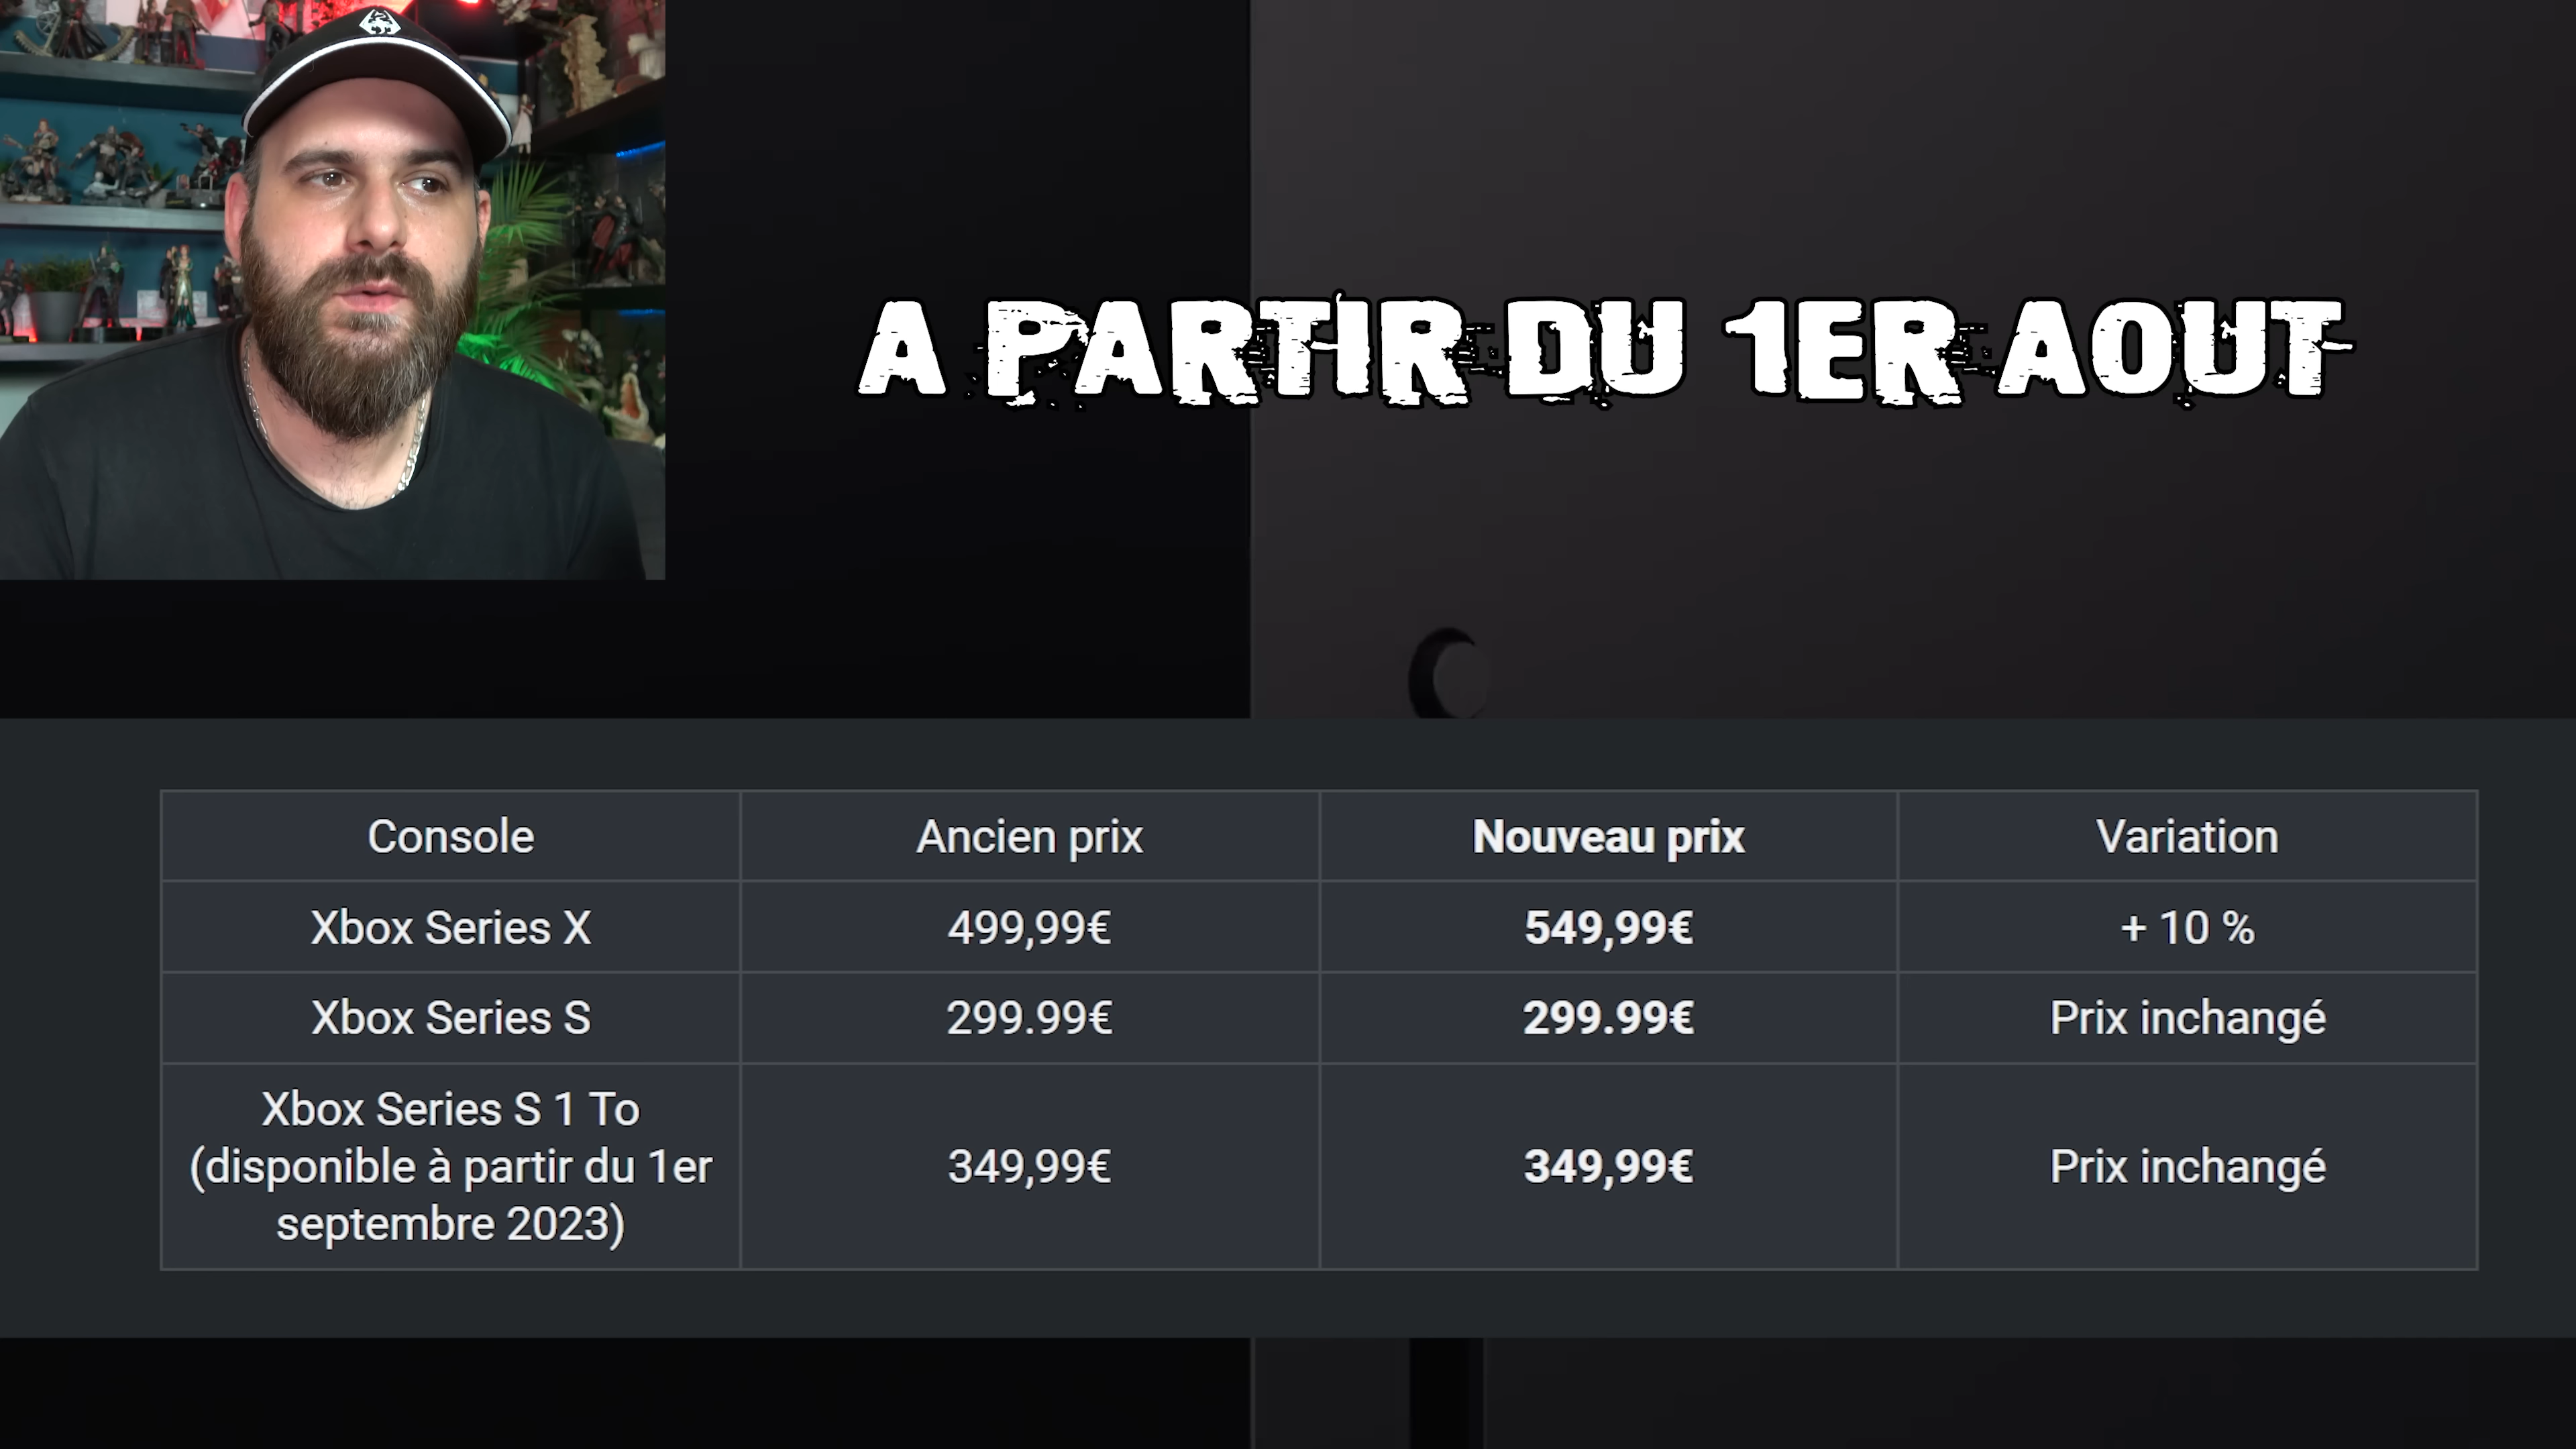 A PARTIR DU 1ER AOUT
Console Ancien prix Nouveau prix Variation
Xbox Series X 499,99€ 549,99€ + 10 %
Xbox Series S 299.99€ 299.99€ Prix inchangé
Xbox Series S 1 To
(disponible à partir du 1er
septembre 2023)
349,99€ 349,99€ Prix inchangé